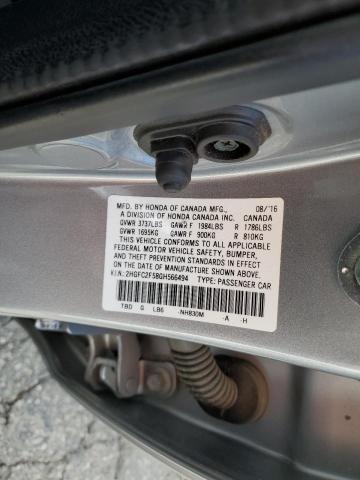 MFD. BY HONDA OF CANADA MFG., 08/'16
A DIVISION OF HONDA CANADA INC. CANADA
GVWR 3737LBS GAWR F 1984LBS R 1786LBS
GVWR 1695KG GAWR F 900KG R 810KG
THIS VEHICLE CONFORMS TO ALL APPLICABLE
FEDERAL MOTOR VEHICLE SAFETY, BUMPER,
AND THEFT PREVENTION STANDARDS IN EFFECT
ON THE DATE OF MANUFACTURE SHOWN ABOVE.
V.I.N.: 2HGFC2F58GH566494 TYPE: PASSENGER CAR
TBD G LB6 -NH830M -A -H